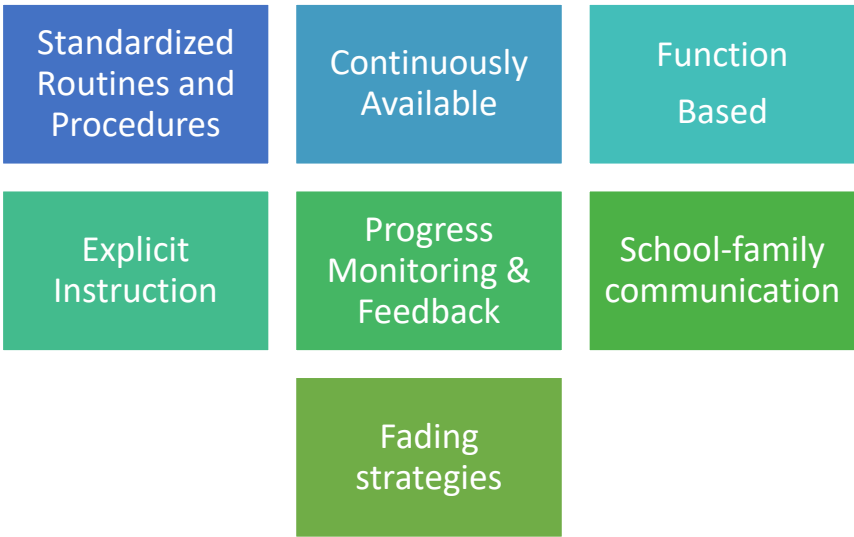 Standardized
Routines and
Procedures
Continuously
Available
Function
Based
Explicit
Instruction
Progress
Monitoring &
Feedback
School-family
communication
Fading
strategies